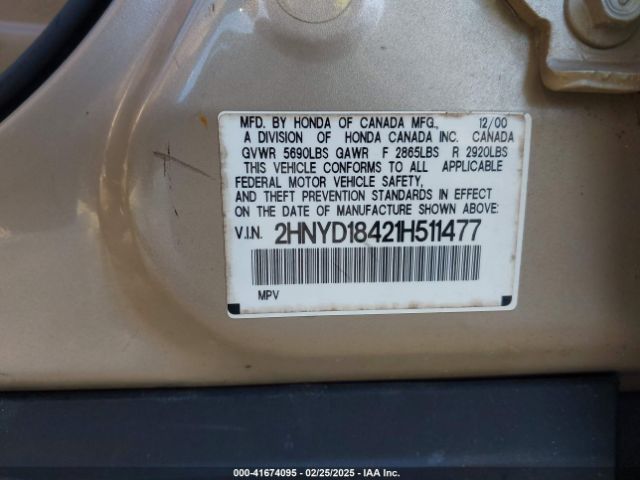 MFD. BY HONDA OF CANADA MFG., 12/00
A DIVISION OF HONDA CANADA INC. CANADA
GVWR 5690LBS GAWR F 2865LBS R 2920LBS
THIS VEHICLE CONFORMS TO ALL APPLICABLE
FEDERAL MOTOR VEHICLE SAFETY,
AND THEFT PREVENTION STANDARDS IN EFFECT
ON THE DATE OF MANUFACTURE SHOWN ABOVE:
V.I.N. 2HNYD18421H511477
MPV
000-41674095 - 02/25/2025 - IAA Inc.